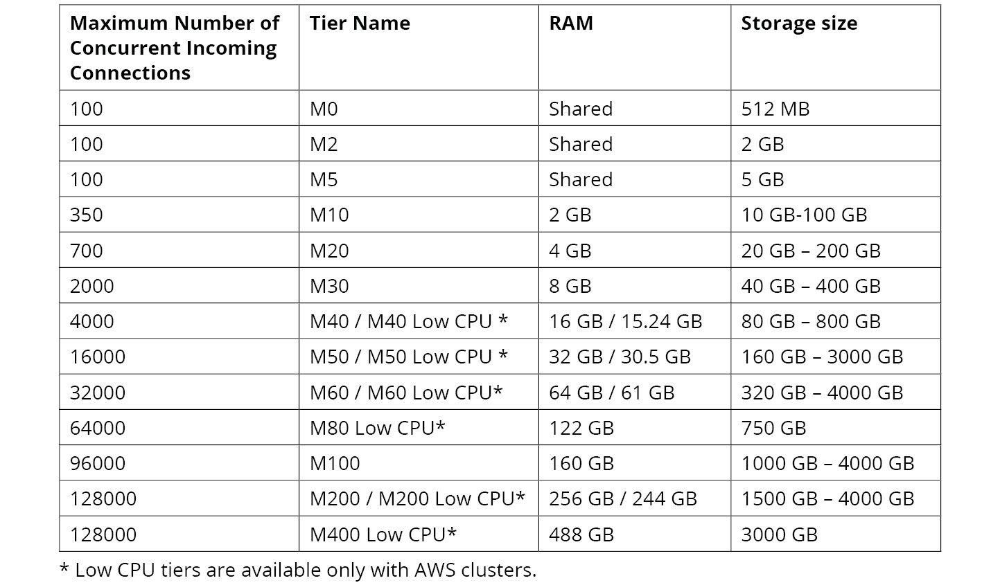 Maximum Number of Concurrent Incoming Connections Tier Name RAM Storage size
100 M0 Shared 512 MB
100 M2 Shared 2 GB
100 M5 Shared 5 GB
350 M10 2 GB 10 GB-100 GB
700 M20 4 GB 20 GB – 200 GB
2000 M30 8 GB 40 GB – 400 GB
4000 M40 / M40 Low CPU * 16 GB / 15.24 GB 80 GB – 800 GB
16000 M50 / M50 Low CPU * 32 GB / 30.5 GB 160 GB – 3000 GB
32000 M60 / M60 Low CPU* 64 GB / 61 GB 320 GB – 4000 GB
64000 M80 Low CPU* 122 GB 750 GB
96000 M100 160 GB 1000 GB – 4000 GB
128000 M200 / M200 Low CPU* 256 GB / 244 GB 1500 GB – 4000 GB
128000 M400 Low CPU* 488 GB 3000 GB
* Low CPU tiers are available only with AWS clusters.